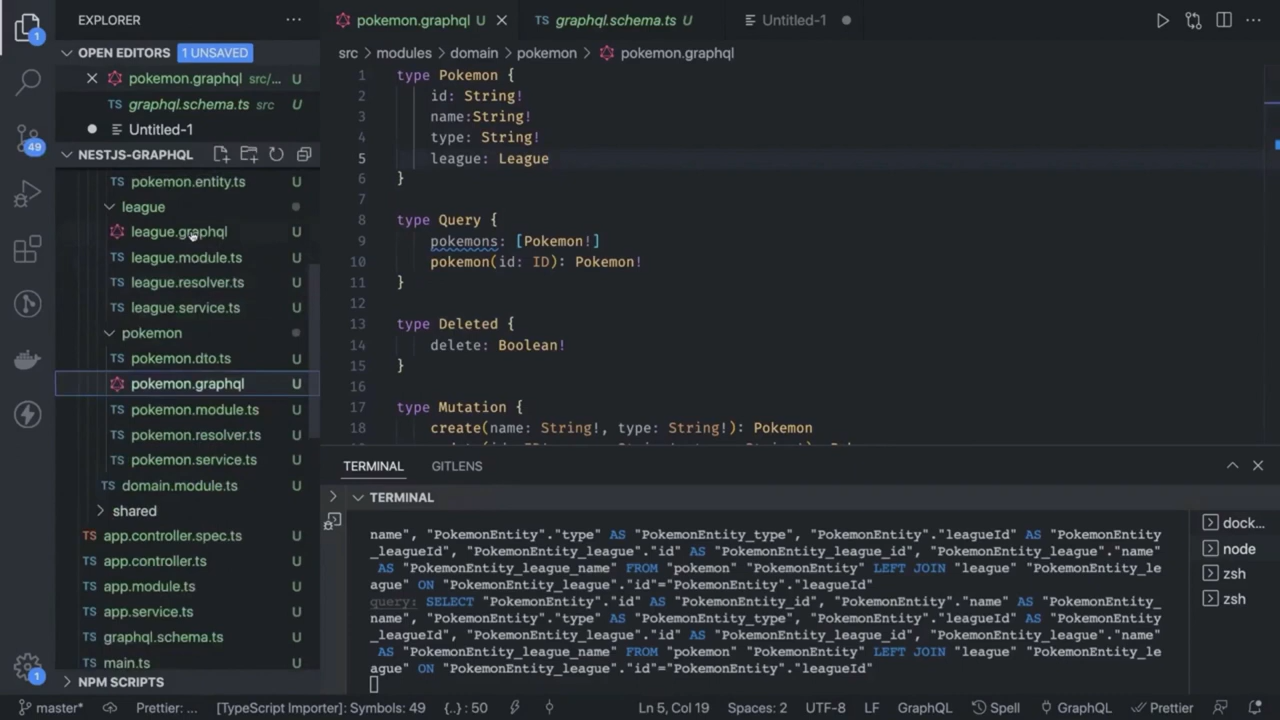 EXPLORER
OPEN EDITORS 1 UNSAVED
pokemon.graphql src/... U
graphql.schema.ts src U
Untitled-1
NESTJS-GRAPHQL
pokemon.entity.ts U
league
league.graphql U
league.module.ts U
league.resolver.ts U
league.service.ts U
pokemon
pokemon.dto.ts U
pokemon.graphql U
pokemon.module.ts U
pokemon.resolver.ts U
pokemon.service.ts U
domain.module.ts U
shared
app.controller.spec.ts U
app.controller.ts U
app.module.ts U
app.service.ts U
graphql.schema.ts U
main.ts U
NPM SCRIPTS
1
49
1
pokemon.graphql U
graphql.schema.ts U
Untitled-1
src > modules > domain > pokemon > pokemon.graphql
1 type Pokemon {
2 id: String!
3 name:String!
4 type: String!
5 league: League
6 }
7
8 type Query {
9 pokemons: [Pokemon!]
10 pokemon(id: ID): Pokemon!
11 }
12
13 type Deleted {
14 delete: Boolean!
15 }
16
17 type Mutation {
18 create(name: String!, type: String!): Pokemon
TERMINAL GITLENS
TERMINAL
name", "PokemonEntity"."type" AS "PokemonEntity_type", "PokemonEntity"."leagueId" AS "PokemonEntity
_leagueId", "PokemonEntity_league"."id" AS "PokemonEntity_league_id", "PokemonEntity_league"."name"
AS "PokemonEntity_league_name" FROM "pokemon" "PokemonEntity" LEFT JOIN "league" "PokemonEntity_le
ague" ON "PokemonEntity_league"."id"="PokemonEntity"."leagueId"
query: SELECT "PokemonEntity"."id" AS "PokemonEntity_id", "PokemonEntity"."name" AS "PokemonEntity_
name", "PokemonEntity"."type" AS "PokemonEntity_type", "PokemonEntity"."leagueId" AS "PokemonEntity
_leagueId", "PokemonEntity_league"."id" AS "PokemonEntity_league_id", "PokemonEntity_league"."name"
AS "PokemonEntity_league_name" FROM "pokemon" "PokemonEntity" LEFT JOIN "league" "PokemonEntity_le
ague" ON "PokemonEntity_league"."id"="PokemonEntity"."leagueId"
dock...
node
zsh
zsh
master* Prettier: ... [TypeScript Importer]: Symbols: 49 {..} : 50 Ln 5, Col 19 Spaces: 2 UTF-8 LF GraphQL Spell GraphQL Prettier